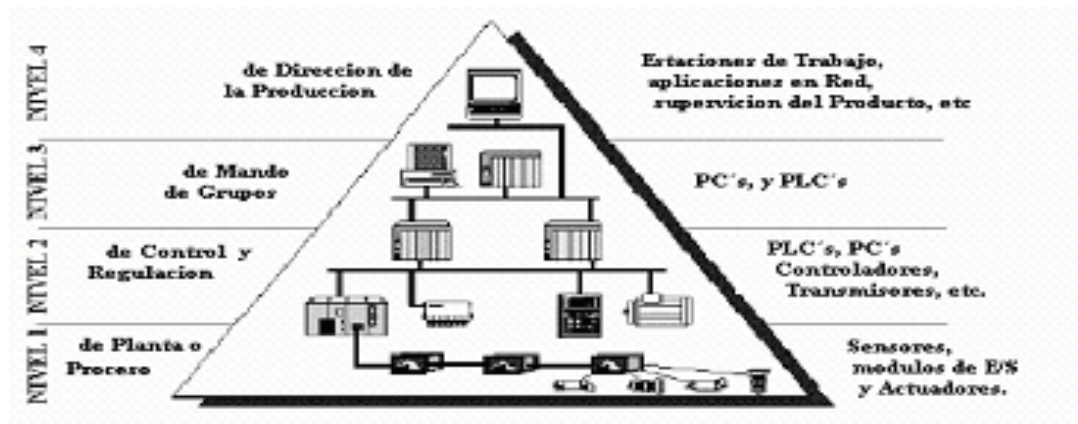 NIVEL 4
de Direccion de
la Produccion
Estaciones de Trabajo,
aplicaciones en Red,
supervicion del Producto, etc
NIVEL 3
de Mando
de Grupos
PC´s, y PLC´s
NIVEL 2
de Control y
Regulacion
PLC´s, PC´s
Controladores,
Transmisores, etc.
NIVEL 1
de Planta o
Proceso
Sensores,
modulos de E/S
y Actuadores.